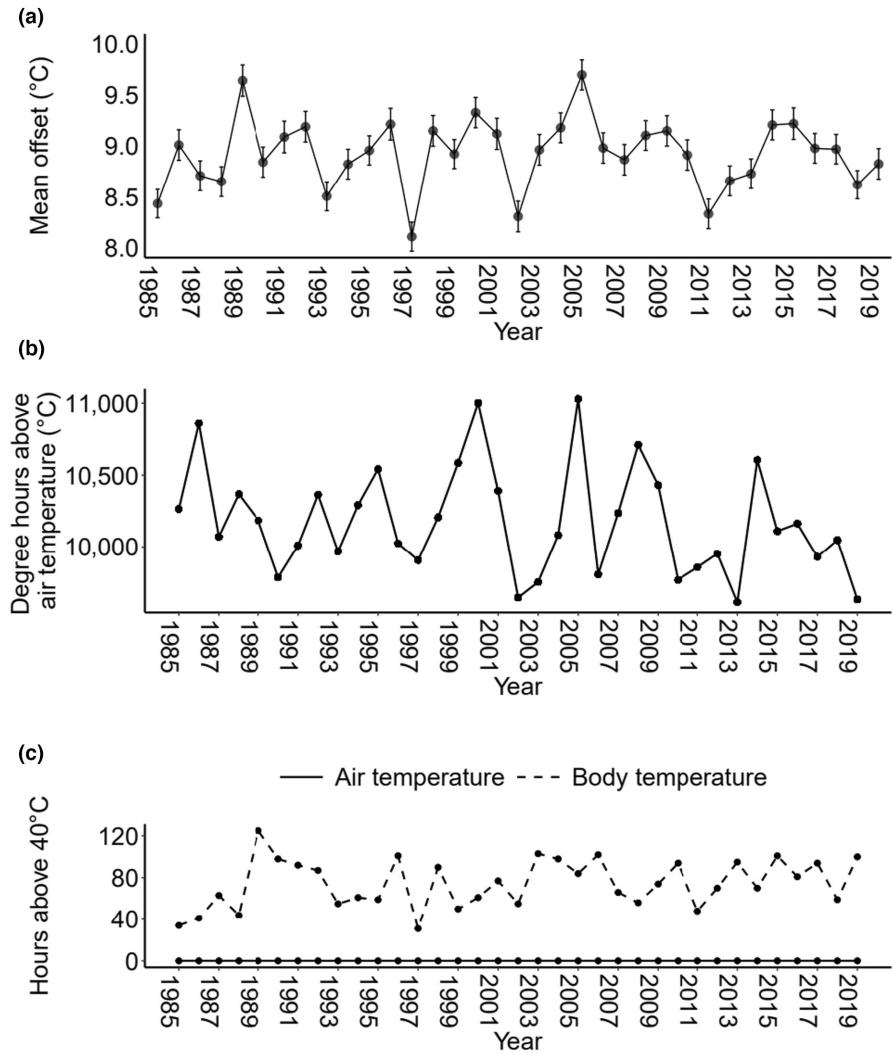 (a)
Mean offset (°C)
10.0
9.5
9.0
8.5
8.0
1985 1987 1989 1991 1993 1995 1997 1999 2001 2003 2005 2007 2009 2011 2013 2015 2017 2019
Year
(b)
Degree hours above
air temperature (°C)
11,000
10,500
10,000
1985 1987 1989 1991 1993 1995 1997 1999 2001 2003 2005 2007 2009 2011 2013 2015 2017 2019
Year
(c)
Air temperature Body temperature
Hours above 40°C
120
80
40
0
1985 1987 1989 1991 1993 1995 1997 1999 2001 2003 2005 2007 2009 2011 2013 2015 2017 2019
Year